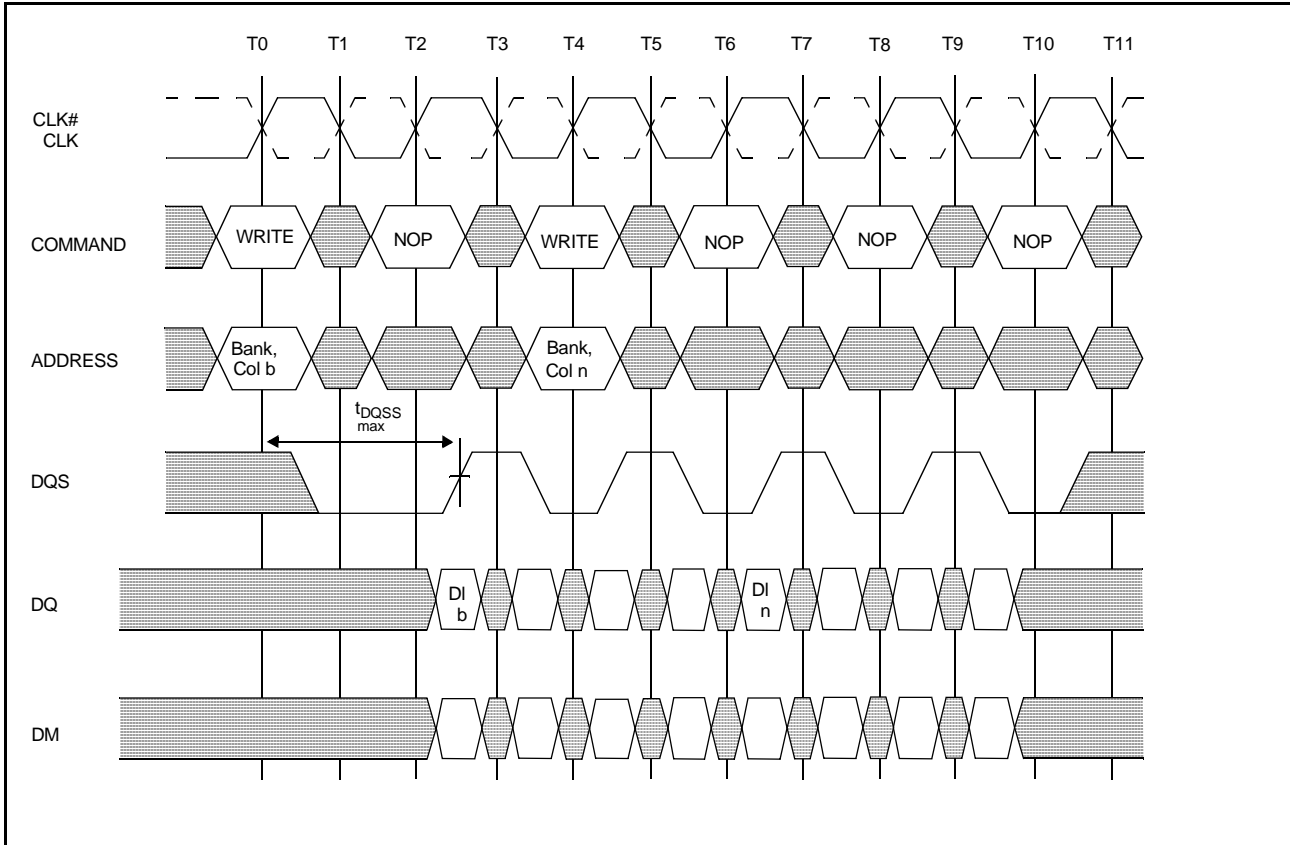 T0 T1 T2 T3 T4 T5 T6 T7 T8 T9 T10 T11
CLK#
CLK
COMMAND WRITE NOP WRITE NOP NOP NOP
ADDRESS Bank, Bank,
Col b Col n
tDQSS
max
DQS
DQ DI DI
b n
DM